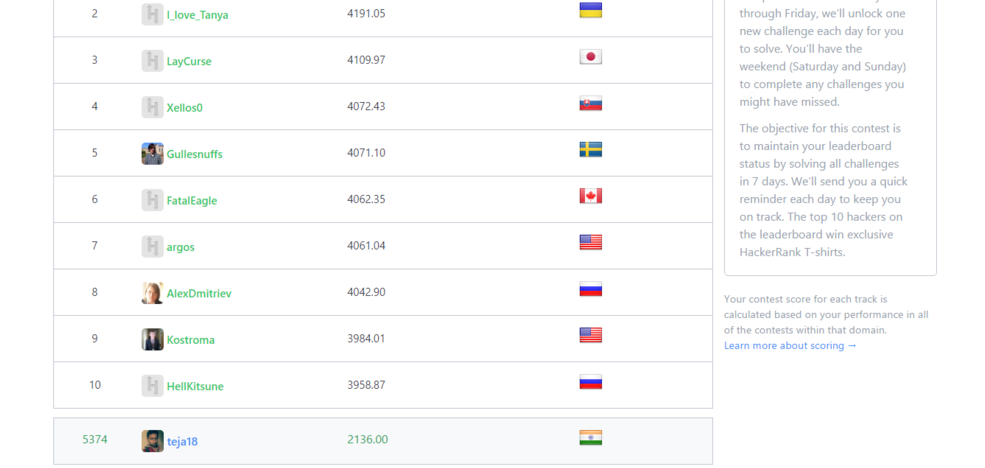 2 I_love_Tanya 4191.05
3 LayCurse 4109.97
4 Xellos0 4072.43
5 Gullesnuffs 4071.10
6 FatalEagle 4062.35
7 argos 4061.04
8 AlexDmitriev 4042.90
9 Kostroma 3984.01
10 HellKitsune 3958.87
5374 teja18 2136.00
through Friday, we'll unlock one
new challenge each day for you
to solve. You'll have the
weekend (Saturday and Sunday)
to complete any challenges you
might have missed.
The objective for this contest is
to maintain your leaderboard
status by solving all challenges
in 7 days. We'll send you a quick
reminder each day to keep you
on track. The top 10 hackers on
the leaderboard win exclusive
HackerRank T-shirts.
Your contest score for each track is
calculated based on your performance in all
of the contests within that domain.
Learn more about scoring →